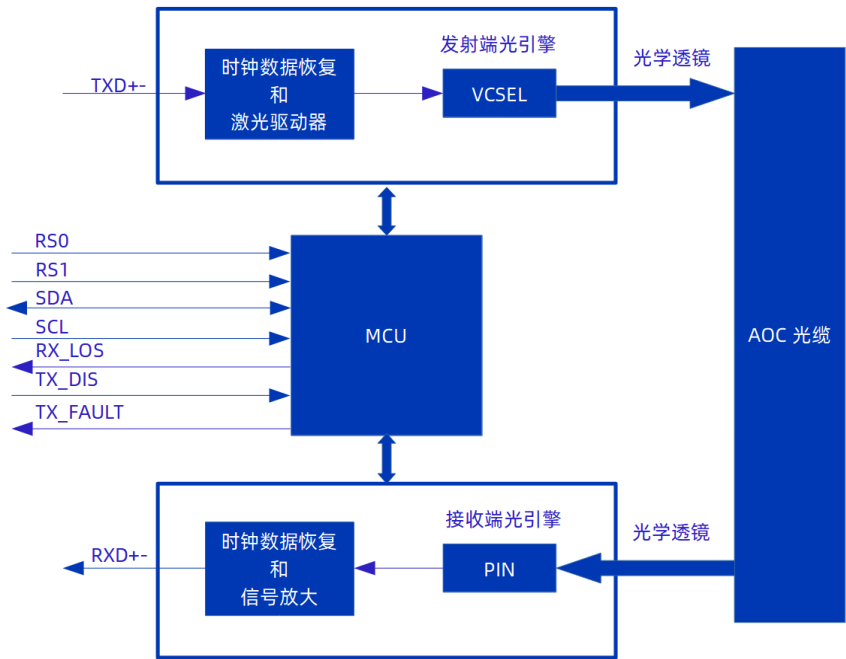 发射端光引擎
光学透镜
TXD+-
时钟数据恢复
和
激光驱动器
VCSEL
RS0
RS1
SDA
SCL
RX_LOS
TX_DIS
TX_FAULT
MCU
AOC 光缆
接收端光引擎
光学透镜
RXD+-
时钟数据恢复
和
信号放大
PIN